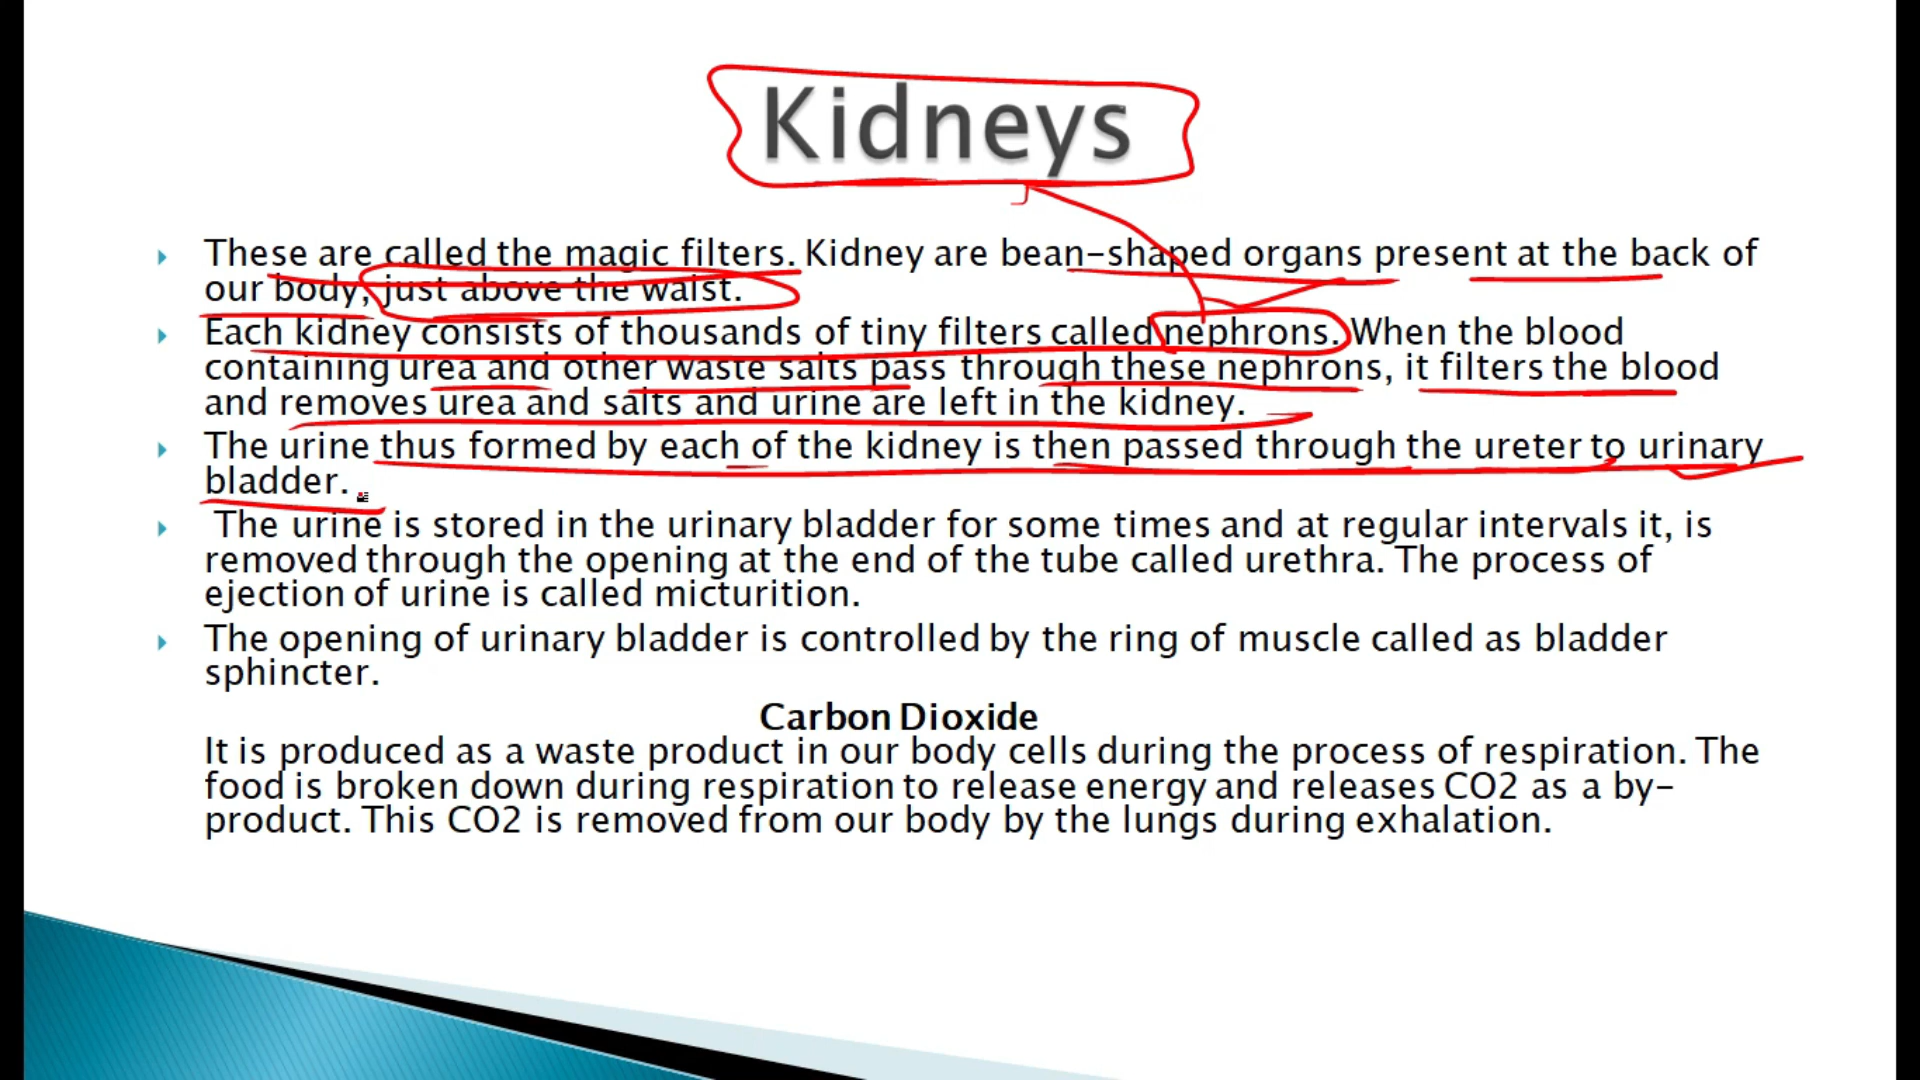 Kidneys
These are called the magic filters. Kidney are bean-shaped organs present at the back of
our body, just above the waist.
Each kidney consists of thousands of tiny filters called nephrons. When the blood
containing urea and other waste salts pass through these nephrons, it filters the blood
and removes urea and salts and urine are left in the kidney.
The urine thus formed by each of the kidney is then passed through the ureter to urinary
bladder.
The urine is stored in the urinary bladder for some times and at regular intervals it, is
removed through the opening at the end of the tube called urethra. The process of
ejection of urine is called micturition.
The opening of urinary bladder is controlled by the ring of muscle called as bladder
sphincter.
Carbon Dioxide
It is produced as a waste product in our body cells during the process of respiration. The
food is broken down during respiration to release energy and releases CO2 as a by-
product. This CO2 is removed from our body by the lungs during exhalation.